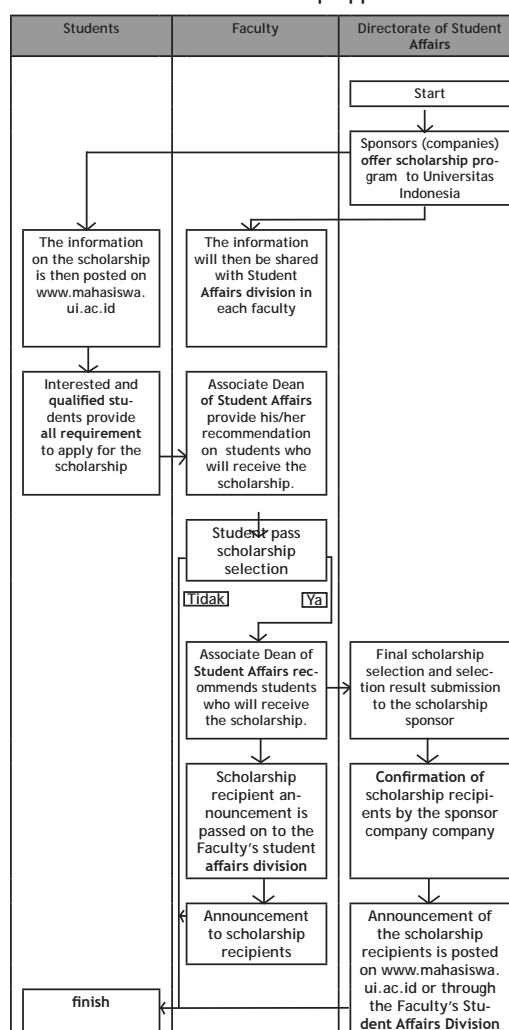 Students
Faculty
Directorate of Student
Affairs
Start
Sponsors (companies)
offer scholarship pro-
gram to Universitas
Indonesia
The information
on the scholarship
is then posted on
www.mahasiswa.
ui.ac.id
The information
will then be shared
with Student
Affairs division in
each faculty
Interested and
qualified stu-
dents provide
all requirement
to apply for the
scholarship
Associate Dean
of Student Affairs
provide his/her
recommendation
on students who
will receive the
scholarship.
Student pass
scholarship
selection
Tidak
Ya
Associate Dean of
Student Affairs rec-
ommends students
who will receive
the scholarship.
Final scholarship
selection and selec-
tion result submission
to the scholarship
sponsor
Scholarship
recipient an-
nouncement is
passed on to the
Faculty's student
affairs division
Confirmation of
scholarship recipi-
ents by the sponsor
company company
Announcement
to scholarship
recipients
Announcement of
the scholarship
recipients is posted
on www.mahasiswa.
ui.ac.id or through
the Faculty's Stu-
dent Affairs Division
finish